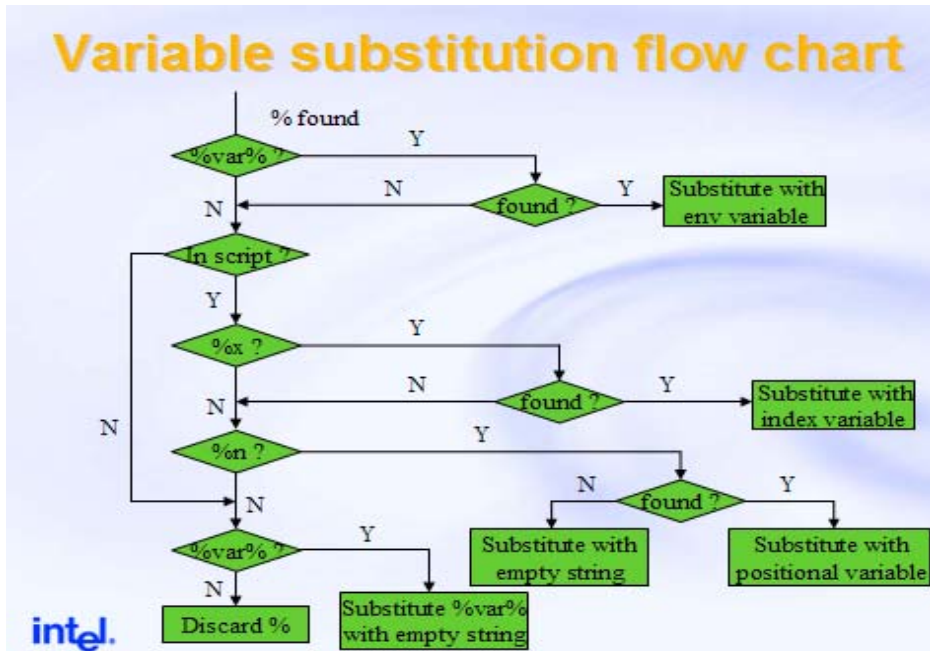 Variable substitution flow chart
% found
%var% ?
Y
N
found ?
Y
Substitute with
env variable
N
In script ?
Y
%x ?
Y
N
found ?
Y
Substitute with
index variable
N
N
%n ?
Y
N
found ?
Y
N
%var% ?
Y
Substitute with
empty string
Substitute with
positional variable
N
Discard %
Substitute %var%
with empty string
intel.